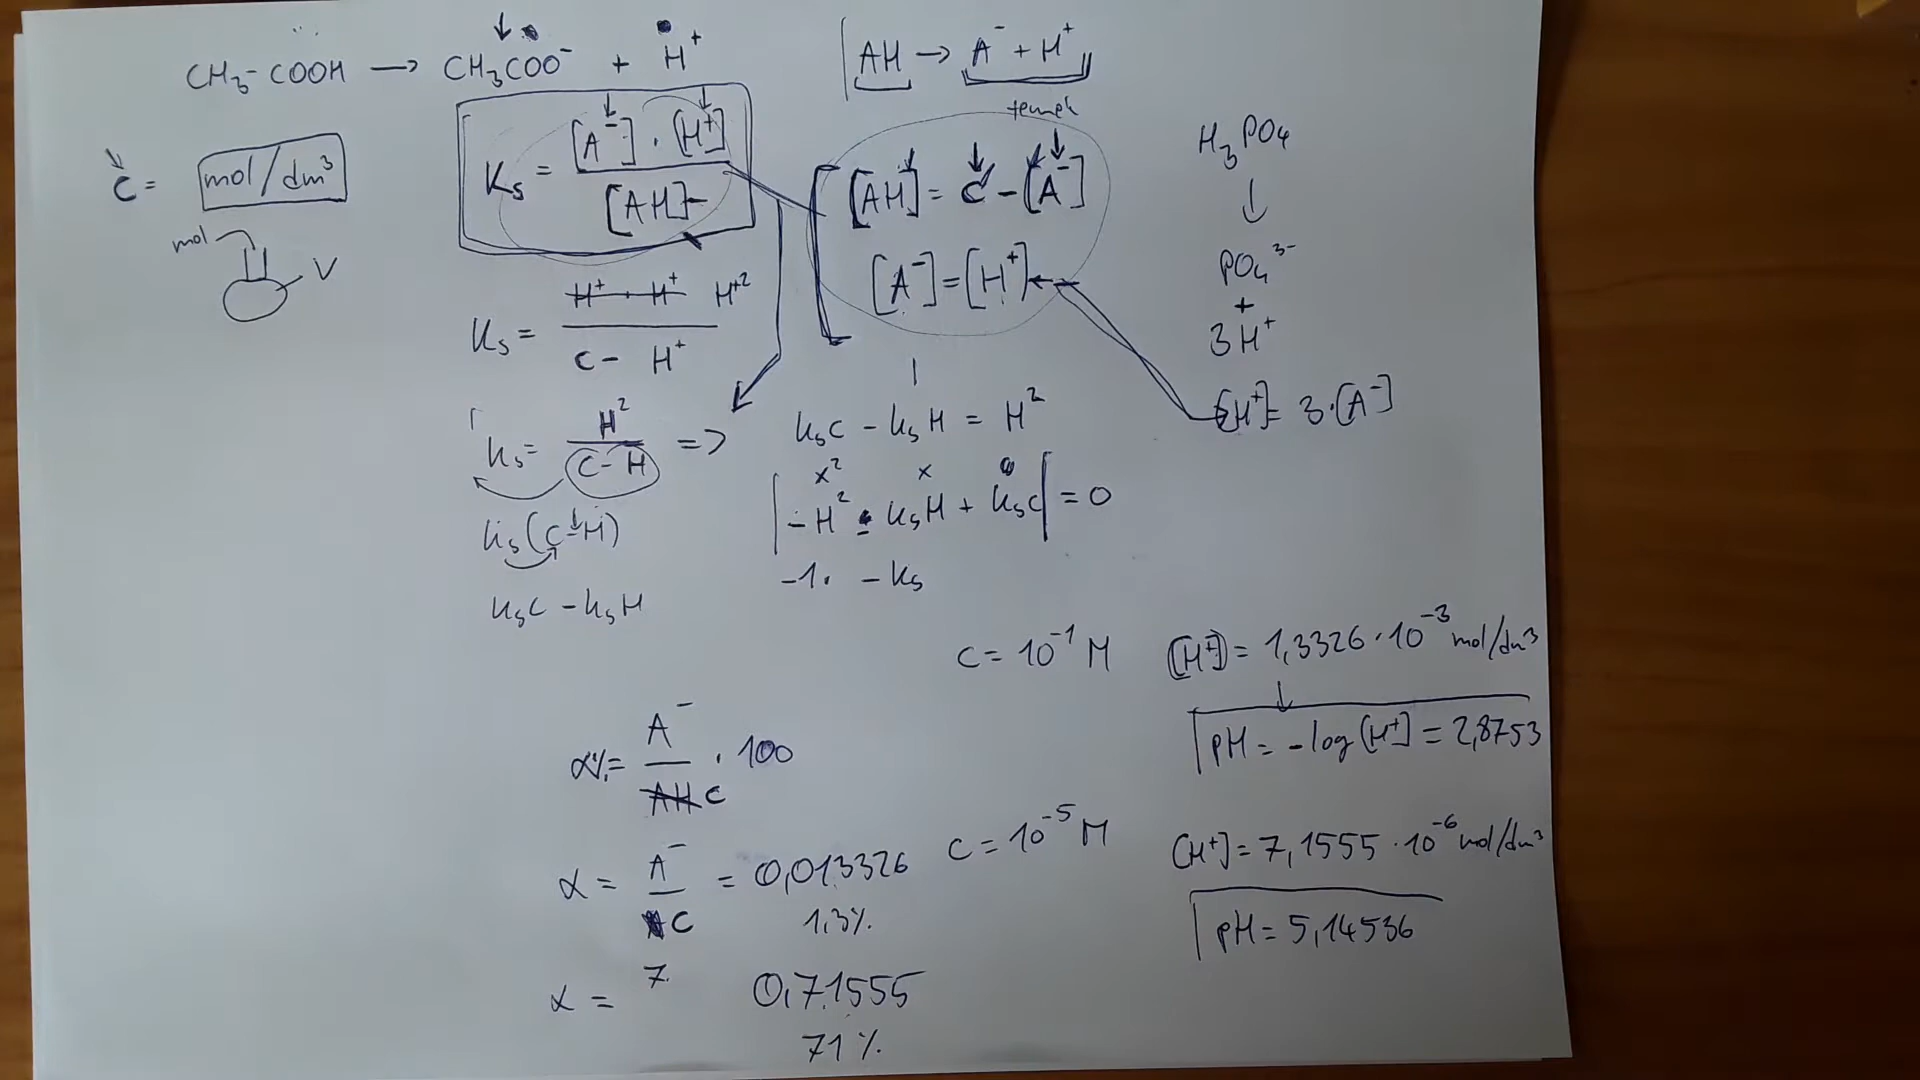 CH3-COOH → CH3COO⁻ + H⁺
AH → A⁻ + H⁺
c = mol/dm³
mol
V
Ks = [A⁻]·[H⁺] / [AH]
[AH] = c - [A⁻]
[A⁻] = [H⁺]
H3PO4
↓
PO4³⁻
+
3H⁺
[H⁺] = 3·[A⁻]
Ks = H⁺ · H⁺ H⁺² / c - H⁺
Ks = H² / c - H =>
Ks(c-H)
Ksc - KsH
Ksc - KsH = H²
x² x
-H² - KsH + Ksc = 0
-1· -Ks
c = 10⁻¹ M
[H⁺] = 1,3326·10⁻³ mol/dm³
pH = -log[H⁺] = 2,8753
α% = A⁻ / AH c · 100
α = A⁻ / c = 0,013326
1,3%
c = 10⁻⁵ M
[H⁺] = 7,1555·10⁻⁶ mol/dm³
pH = 5,14536
α = 7 0,71555
71%